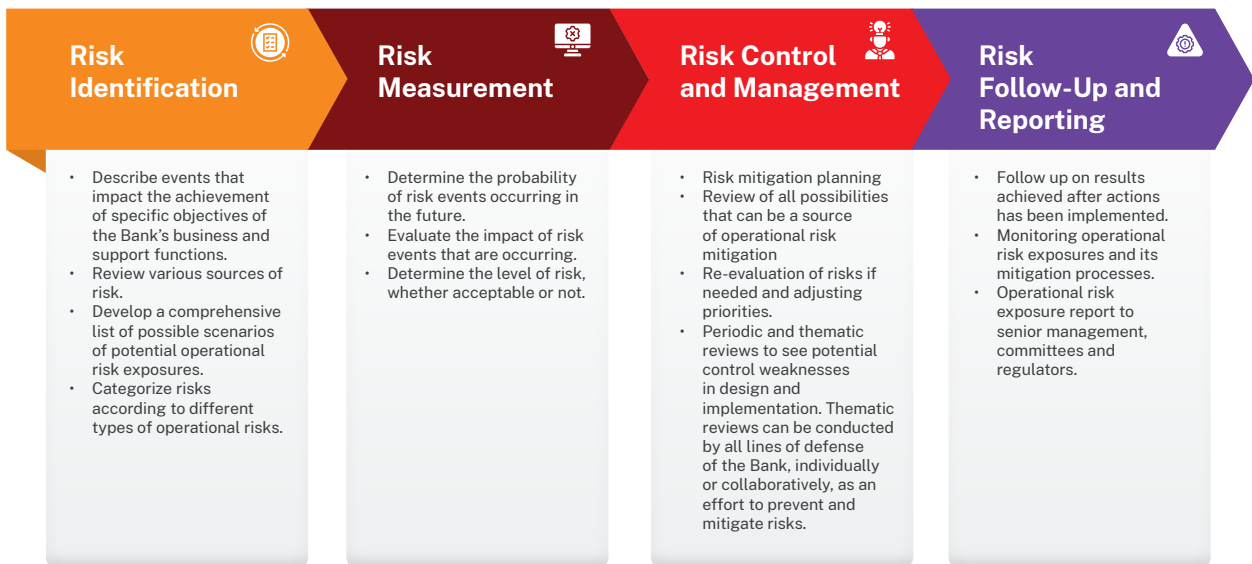 Risk
Identification
• Describe events that
impact the achievement
of specific objectives of
the Bank's business and
support functions.
• Review various sources of
risk.
• Develop a comprehensive
list of possible scenarios
of potential operational
risk exposures.
• Categorize risks
according to different
types of operational risks.
Risk
Measurement
• Determine the probability
of risk events occurring in
the future.
• Evaluate the impact of risk
events that are occurring.
• Determine the level of risk,
whether acceptable or not.
Risk Control
and Management
• Risk mitigation planning
• Review of all possibilities
that can be a source
of operational risk
mitigation
• Re-evaluation of risks if
needed and adjusting
priorities.
• Periodic and thematic
reviews to see potential
control weaknesses
in design and
implementation. Thematic
reviews can be conducted
by all lines of defense
of the Bank, individually
or collaboratively, as an
effort to prevent and
mitigate risks.
Risk
Follow-Up and
Reporting
• Follow up on results
achieved after actions
has been implemented.
• Monitoring operational
risk exposures and its
mitigation processes.
• Operational risk
exposure report to
senior management,
committees and
regulators.